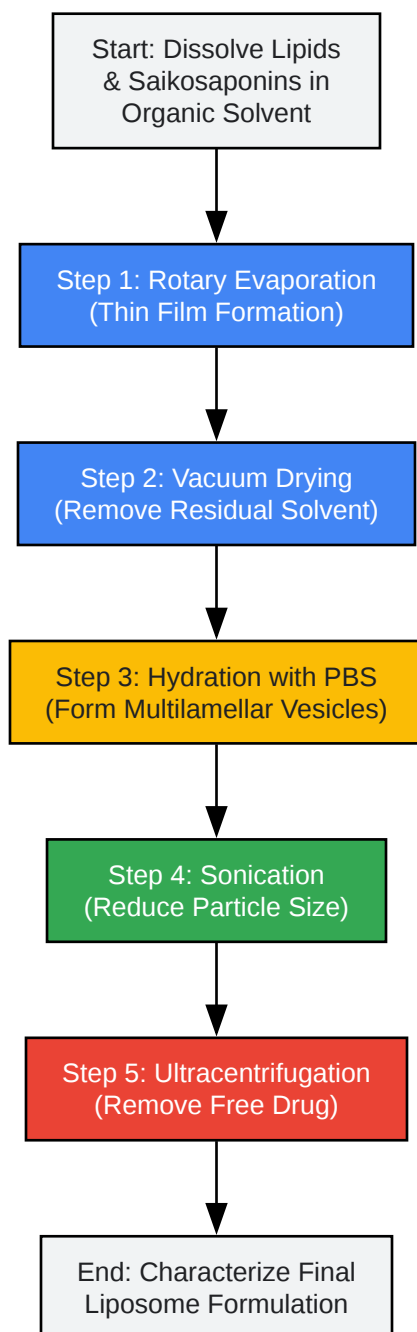 Start: Dissolve Lipids
& Saikosaponins in
Organic Solvent
Step 1: Rotary Evaporation
(Thin Film Formation)
Step 2: Vacuum Drying
(Remove Residual Solvent)
Step 3: Hydration with PBS
(Form Multilamellar Vesicles)
Step 4: Sonication
(Reduce Particle Size)
Step 5: Ultracentrifugation
(Remove Free Drug)
End: Characterize Final
Liposome Formulation